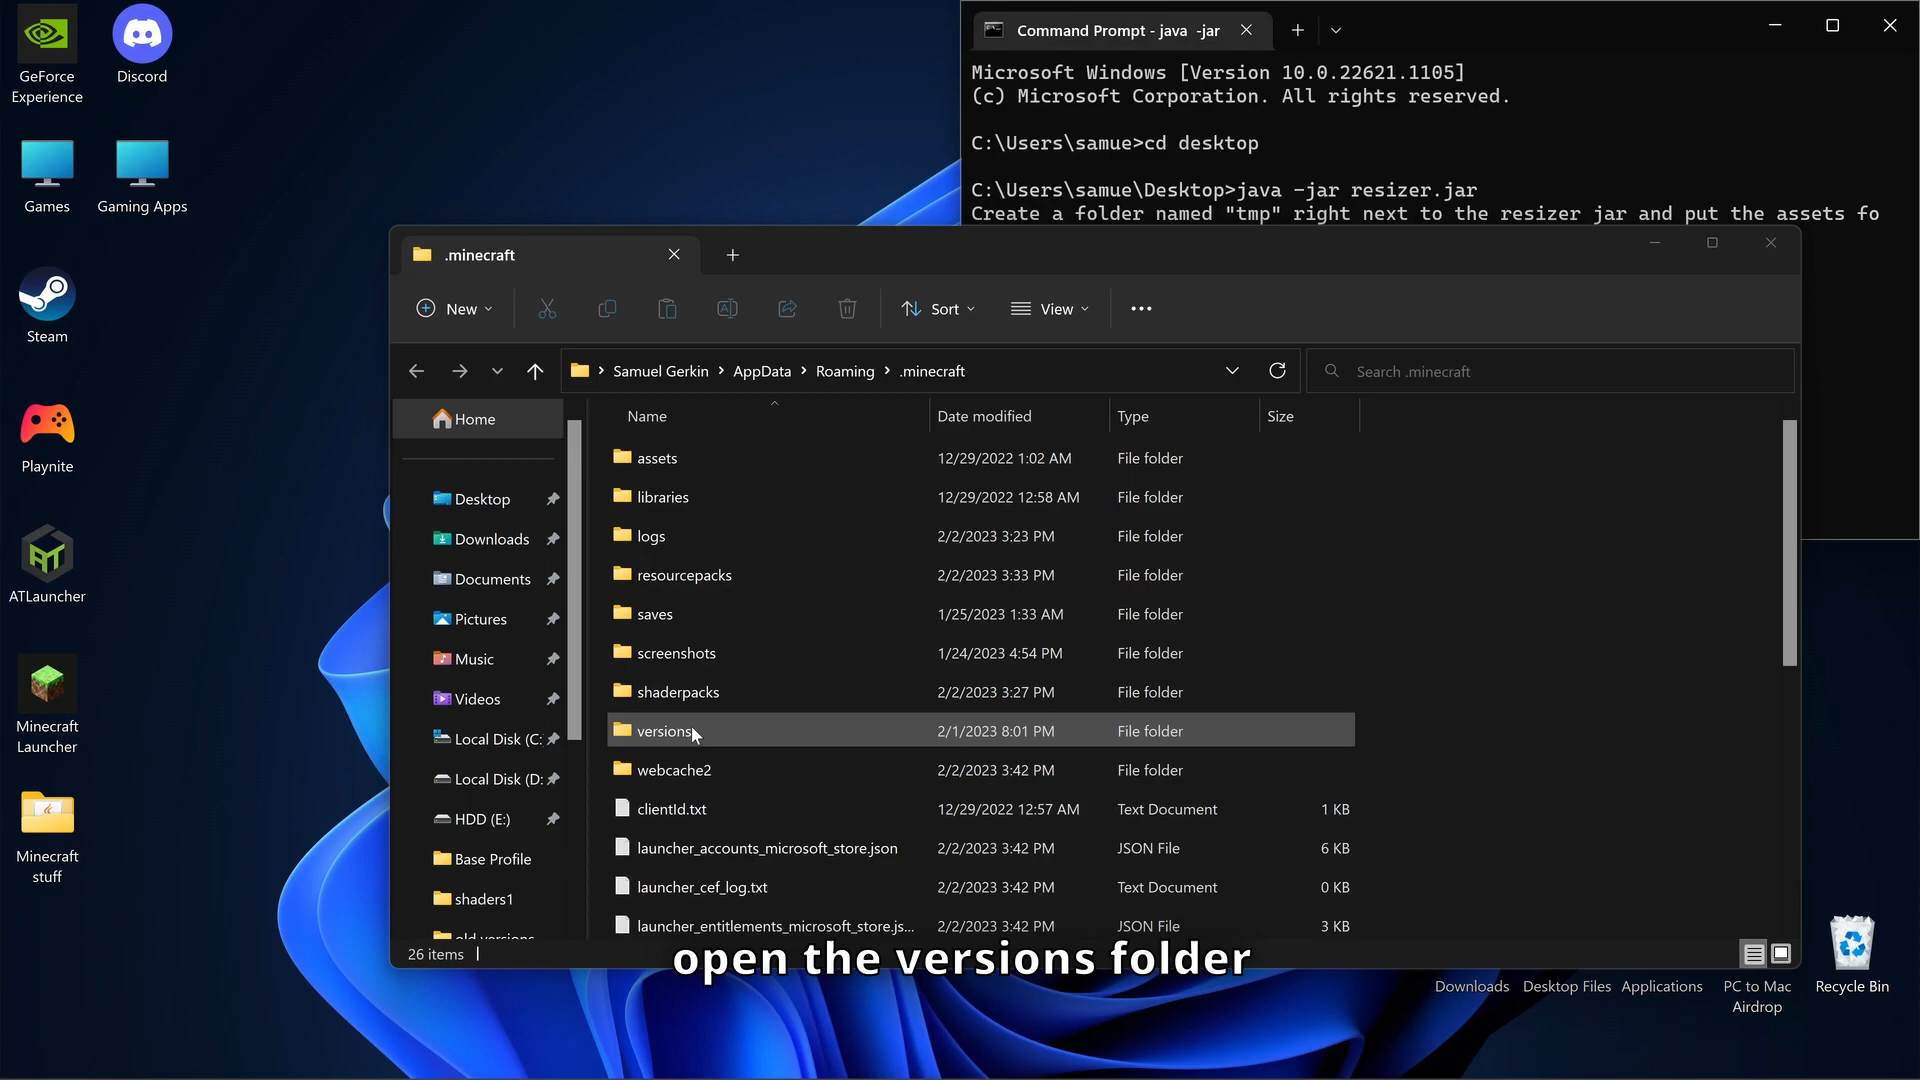 GeForce
Experience
Discord
Games
Gaming Apps
Steam
Playnite
ATLauncher
Minecraft
Launcher
Minecraft
stuff
Command Prompt - java  -jar
Microsoft Windows [Version 10.0.22621.1105]
(c) Microsoft Corporation. All rights reserved.
C:\Users\samue>cd desktop
C:\Users\samue\Desktop>java -jar resizer.jar
Create a folder named "tmp" right next to the resizer jar and put the assets fo
.minecraft
New
Sort
View
Samuel Gerkin > AppData > Roaming > .minecraft
Search .minecraft
Home
Desktop
Downloads
Documents
Pictures
Music
Videos
Local Disk (C:
Local Disk (D:
HDD (E:)
Base Profile
shaders1
old versions
Name Date modified Type Size
assets 12/29/2022 1:02 AM File folder
libraries 12/29/2022 12:58 AM File folder
logs 2/2/2023 3:23 PM File folder
resourcepacks 2/2/2023 3:33 PM File folder
saves 1/25/2023 1:33 AM File folder
screenshots 1/24/2023 4:54 PM File folder
shaderpacks 2/2/2023 3:27 PM File folder
versions 2/1/2023 8:01 PM File folder
webcache2 2/2/2023 3:42 PM File folder
clientId.txt 12/29/2022 12:57 AM Text Document 1 KB
launcher_accounts_microsoft_store.json 2/2/2023 3:42 PM JSON File 6 KB
launcher_cef_log.txt 2/2/2023 3:42 PM Text Document 0 KB
launcher_entitlements_microsoft_store.js... 2/2/2023 3:42 PM JSON File 3 KB
26 items
open the versions folder
Downloads
Desktop Files
Applications
PC to Mac
Airdrop
Recycle Bin